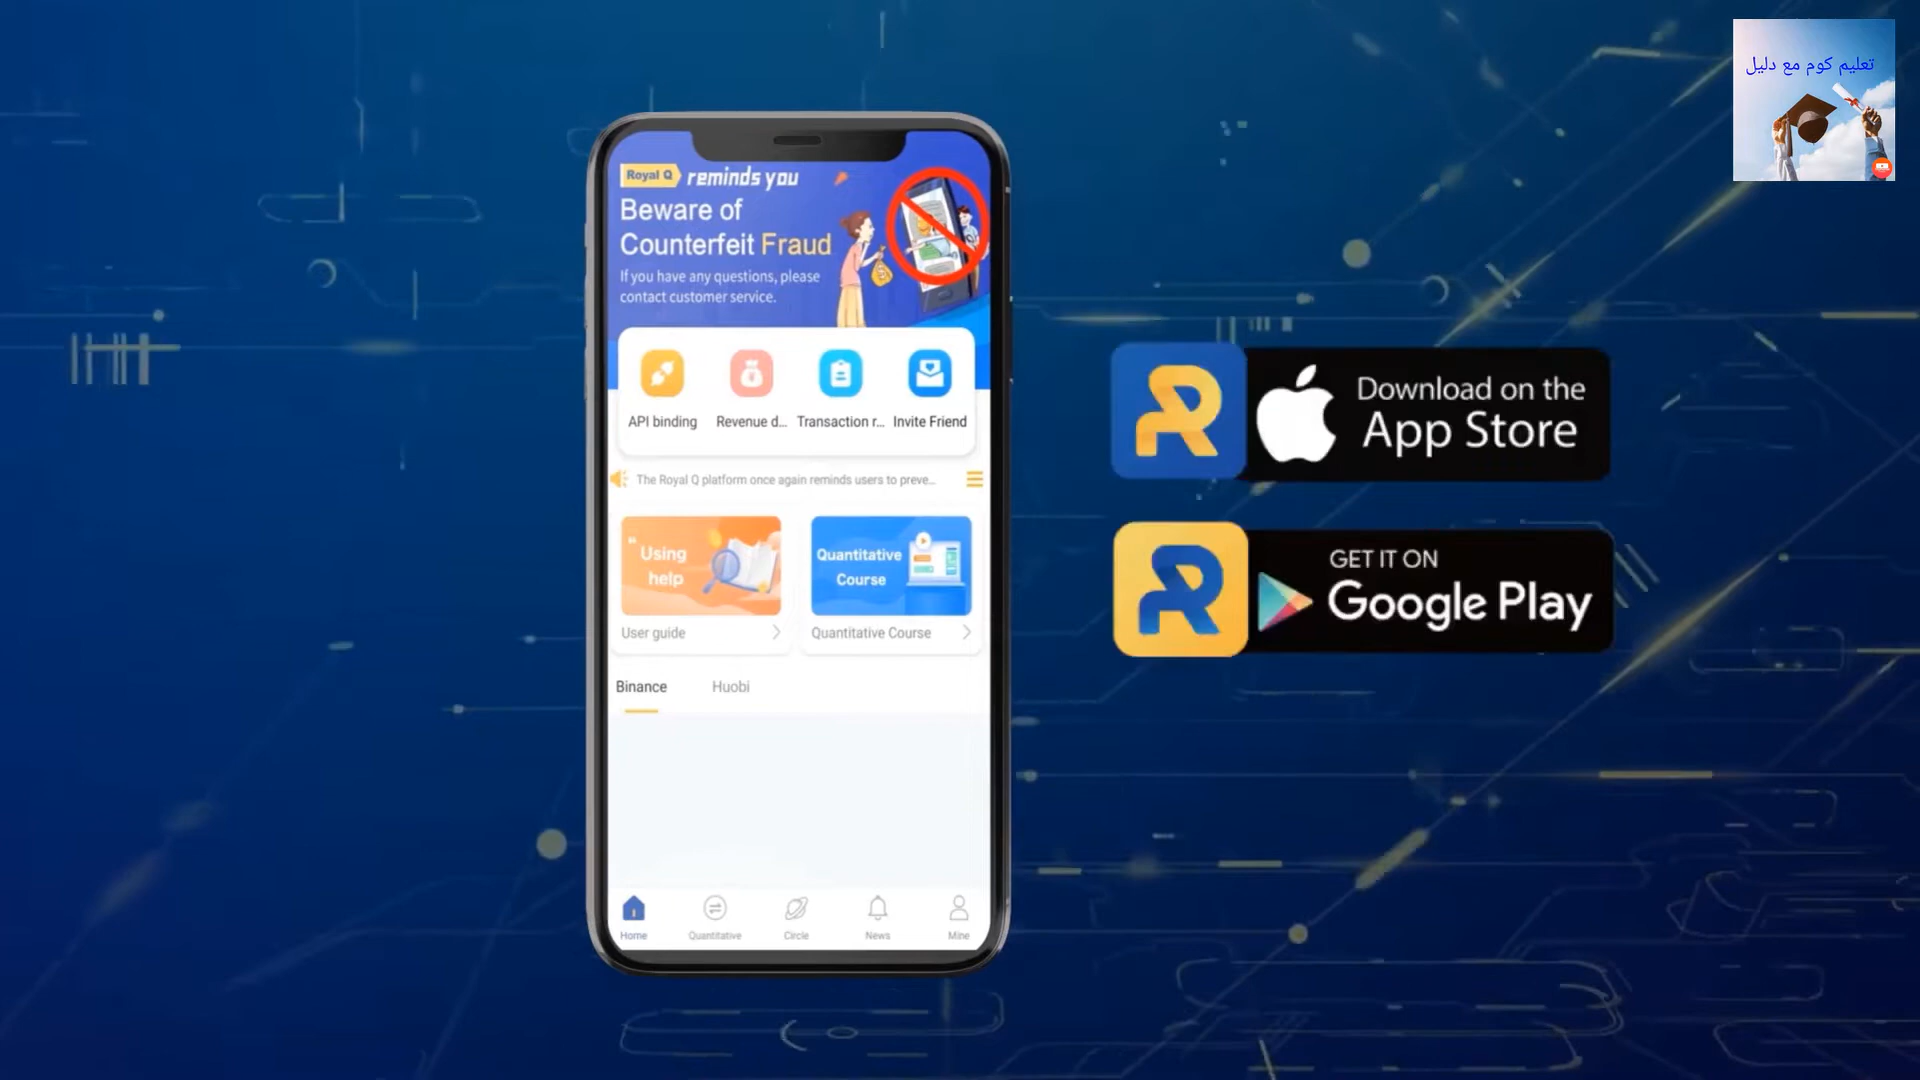 تعليم كوم مع دليل
Royal Q reminds you
Beware of
Counterfeit Fraud
If you have any questions, please
contact customer service.
API binding
Revenue d...
Transaction r...
Invite Friend
The Royal Q platform once again reminds users to preve...
Using
help
Quantitative
Course
User guide
Quantitative Course
Binance
Huobi
Home
Quantitative
Circle
News
Mine
Download on the
App Store
GET IT ON
Google Play